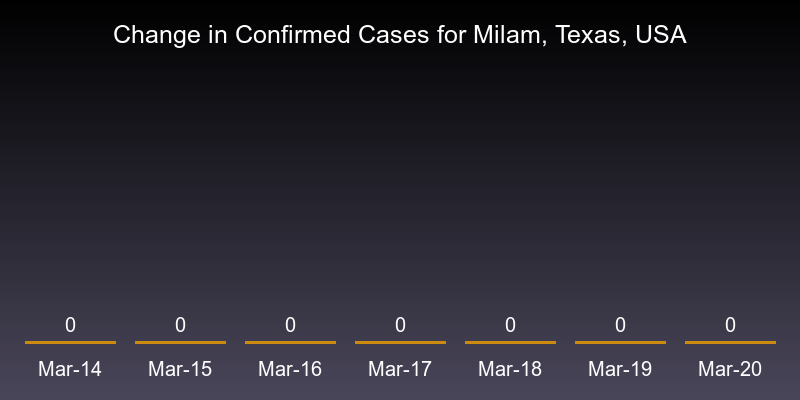 Change in Confirmed Cases for Milam, Texas, USA
0 0 0 0 0 0 0
Mar-14 Mar-15 Mar-16 Mar-17 Mar-18 Mar-19 Mar-20